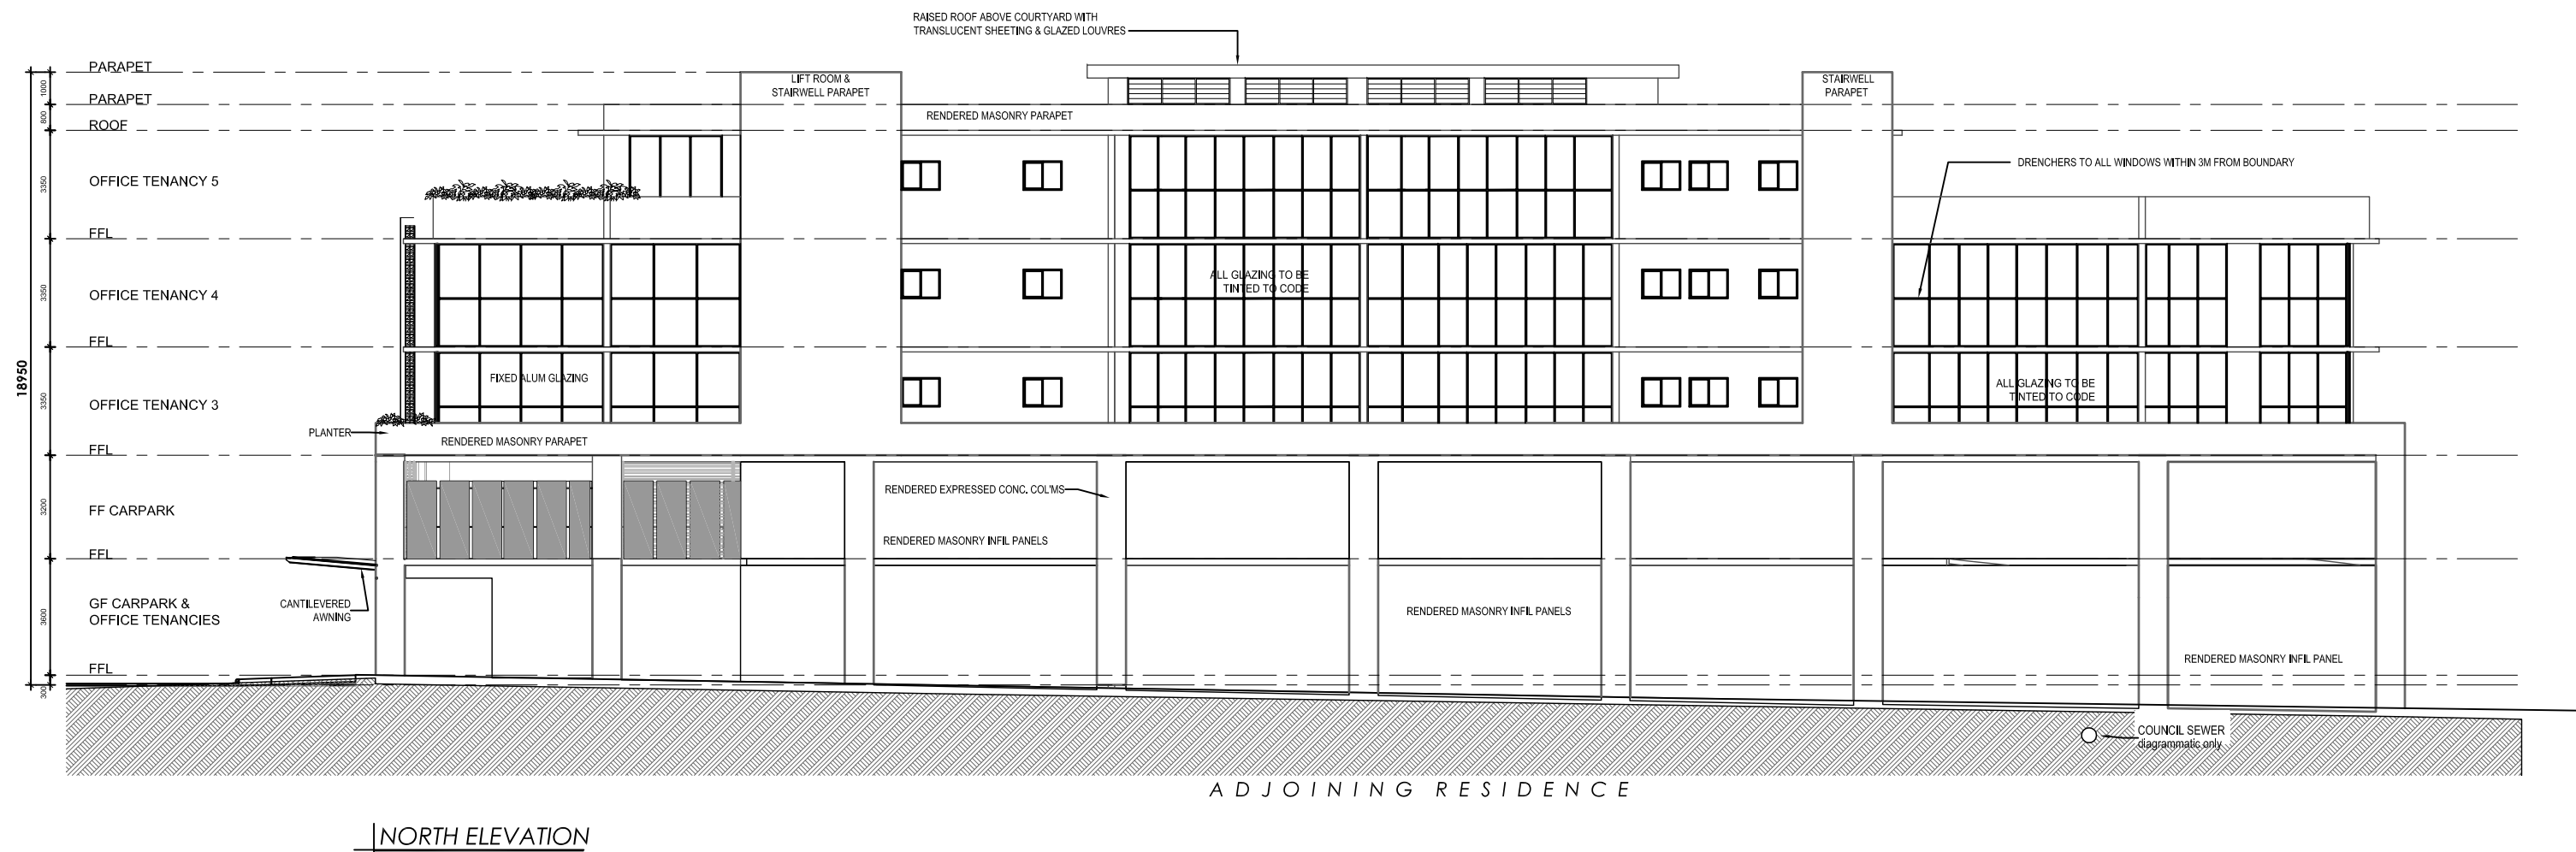 RAISED ROOF ABOVE COURTYARD WITH
TRANSLUCENT SHEETING & GLAZED LOUVRES
PARAPET
1000
LIFT ROOM &
STAIRWELL PARAPET
STAIRWELL
PARAPET
PARAPET
800
RENDERED MASONRY PARAPET
ROOF
DRENCHERS TO ALL WINDOWS WITHIN 3M FROM BOUNDARY
3350
OFFICE TENANCY 5
FFL
ALL GLAZING TO BE
TINTED TO CODE
3350
OFFICE TENANCY 4
FFL
18950
FIXED ALUM GLAZING
ALL GLAZING TO BE
TINTED TO CODE
3350
OFFICE TENANCY 3
PLANTER
RENDERED MASONRY PARAPET
FFL
RENDERED EXPRESSED CONC. COL'MS
3200
FF CARPARK
RENDERED MASONRY INFIL PANELS
FFL
3600
GF CARPARK &
OFFICE TENANCIES
CANTILEVERED
AWNING
RENDERED MASONRY INFIL PANELS
RENDERED MASONRY INFIL PANEL
FFL
300
COUNCIL SEWER
diagrammatic only
ADJOINING RESIDENCE
NORTH ELEVATION